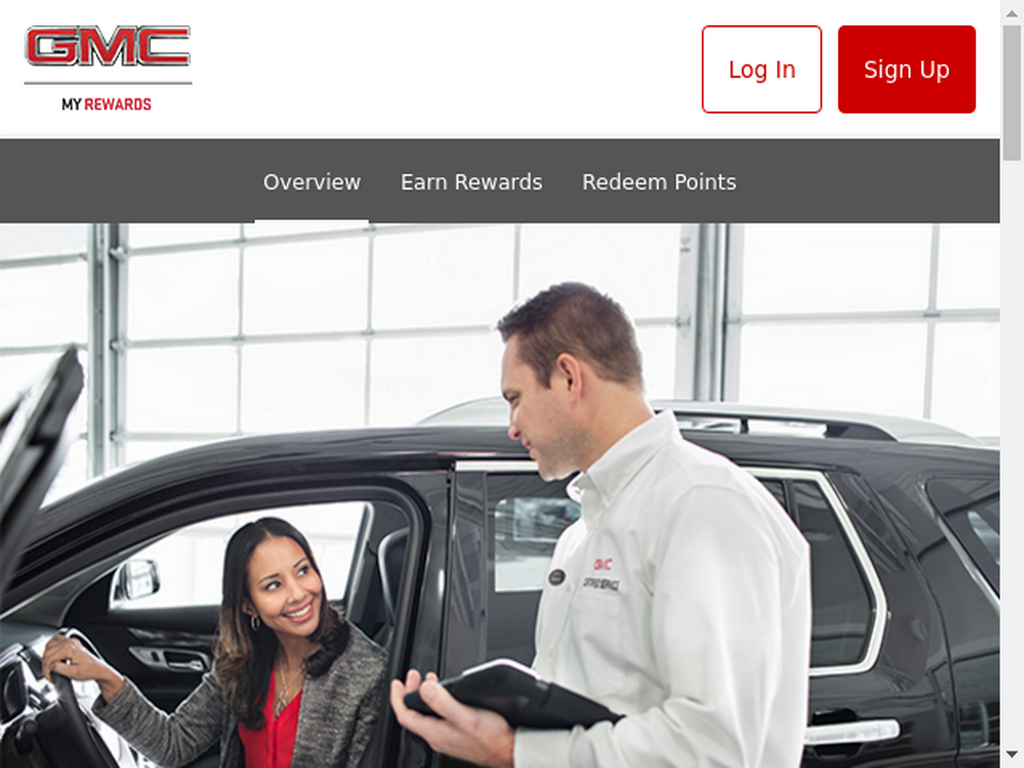 GMC
MY REWARDS
Log In
Sign Up
Overview
Earn Rewards
Redeem Points
GMC
CERTIFIED SERVICE